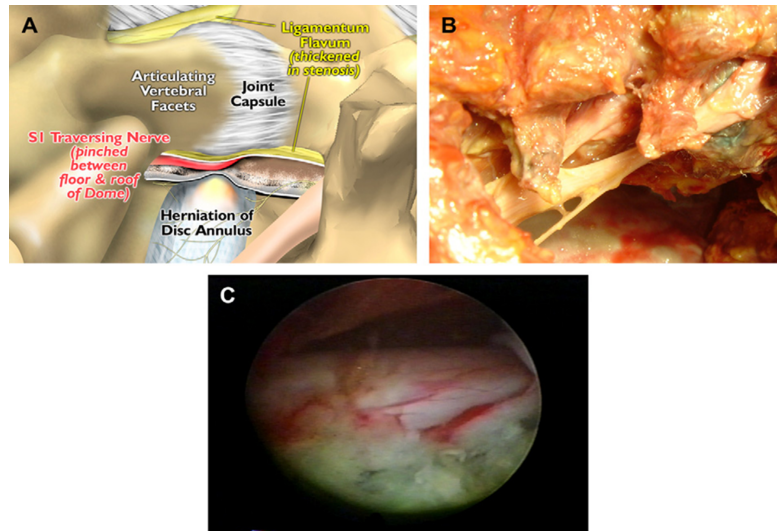 A
Ligamentum
Flavum
(thickened
in stenosis)
Articulating
Vertebral
Facets
Joint
Capsule
S1 Traversing Nerve
(pinched
between
floor & roof
of Dome)
Herniation of
Disc Annulus
B
C